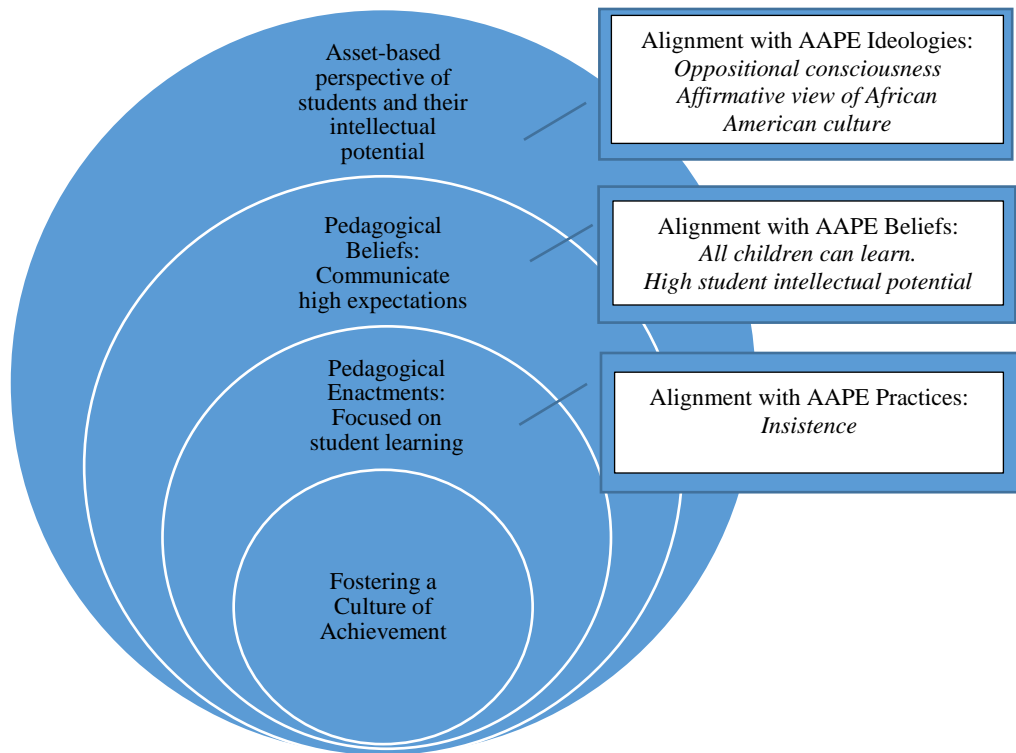 Asset-based
perspective of
students and their
intellectual
potential
Alignment with AAPE Ideologies:
Oppositional consciousness
Affirmative view of African
American culture
Pedagogical
Beliefs:
Communicate
high expectations
Alignment with AAPE Beliefs:
All children can learn.
High student intellectual potential
Pedagogical
Enactments:
Focused on
student learning
Alignment with AAPE Practices:
Insistence
Fostering a
Culture of
Achievement